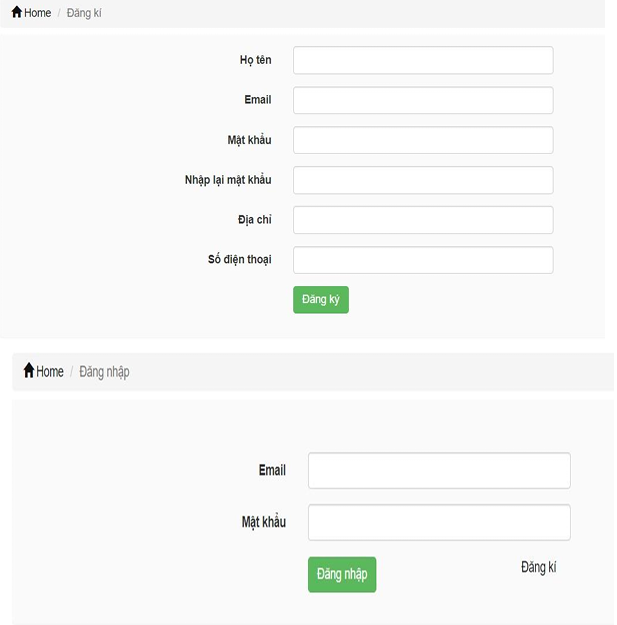 Home / Đăng kí
Họ tên
Email
Mật khẩu
Nhập lại mật khẩu
Địa chỉ
Số điện thoại
Đăng ký
Home / Đăng nhập
Email
Mật khẩu
Đăng nhập Đăng kí